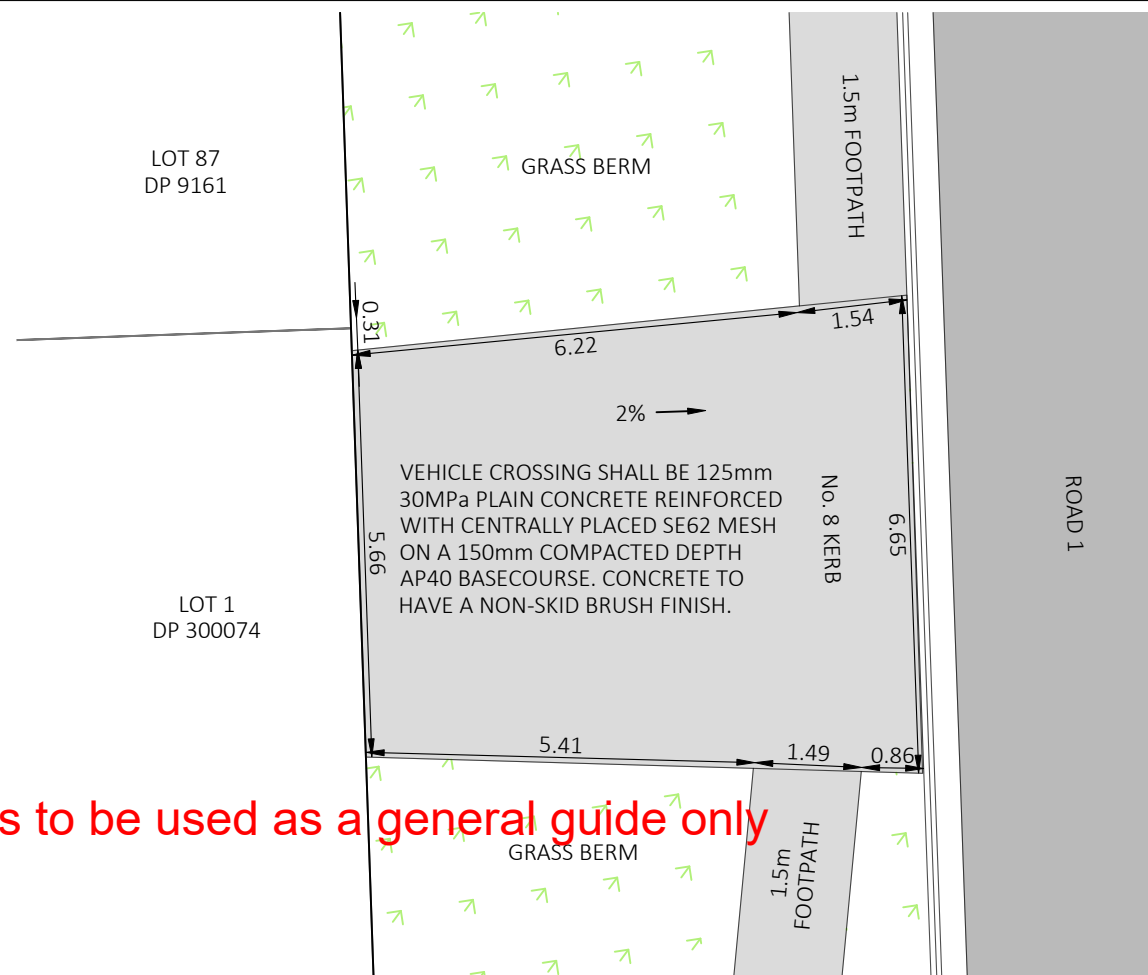 1.5m FOOTPATH
LOT 87
DP 9161
GRASS BERM
0.31
6.22
1.54
2%
VEHICLE CROSSING SHALL BE 125mm
30MPa PLAIN CONCRETE REINFORCED
WITH CENTRALLY PLACED SE62 MESH
ON A 150mm COMPACTED DEPTH
AP40 BASECOURSE. CONCRETE TO
HAVE A NON-SKID BRUSH FINISH.
No. 8 KERB
6.65
ROAD 1
5.66
LOT 1
DP 300074
5.41
1.49
0.86
s to be used as a general guide only
GRASS BERM
1.5m
FOOTPATH